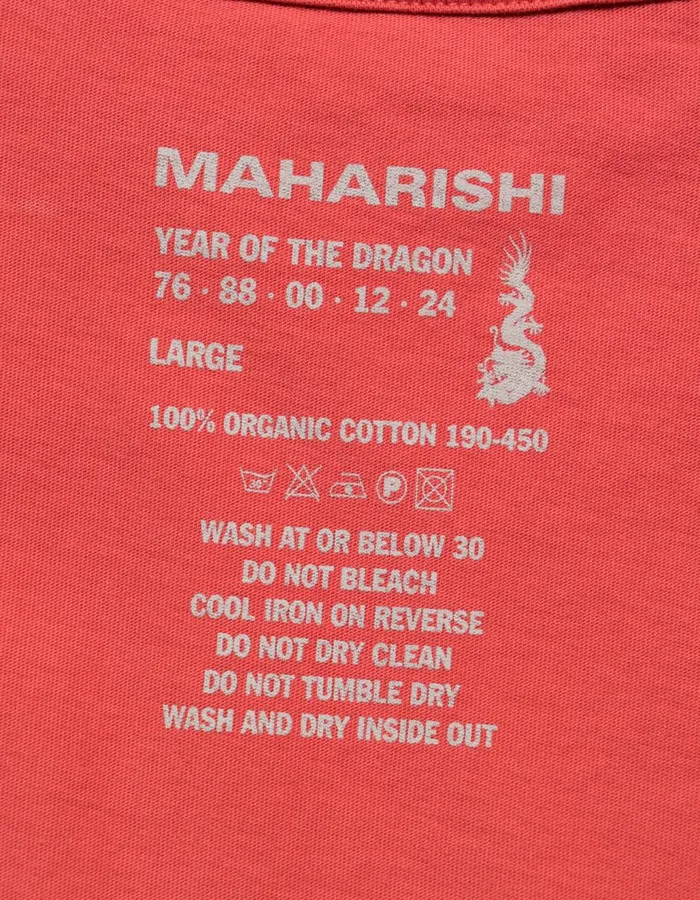 MAHARISHI
YEAR OF THE DRAGON
76 · 88 · 00 · 12 · 24
LARGE
100% ORGANIC COTTON 190-450
30°
P
WASH AT OR BELOW 30
DO NOT BLEACH
COOL IRON ON REVERSE
DO NOT DRY CLEAN
DO NOT TUMBLE DRY
WASH AND DRY INSIDE OUT